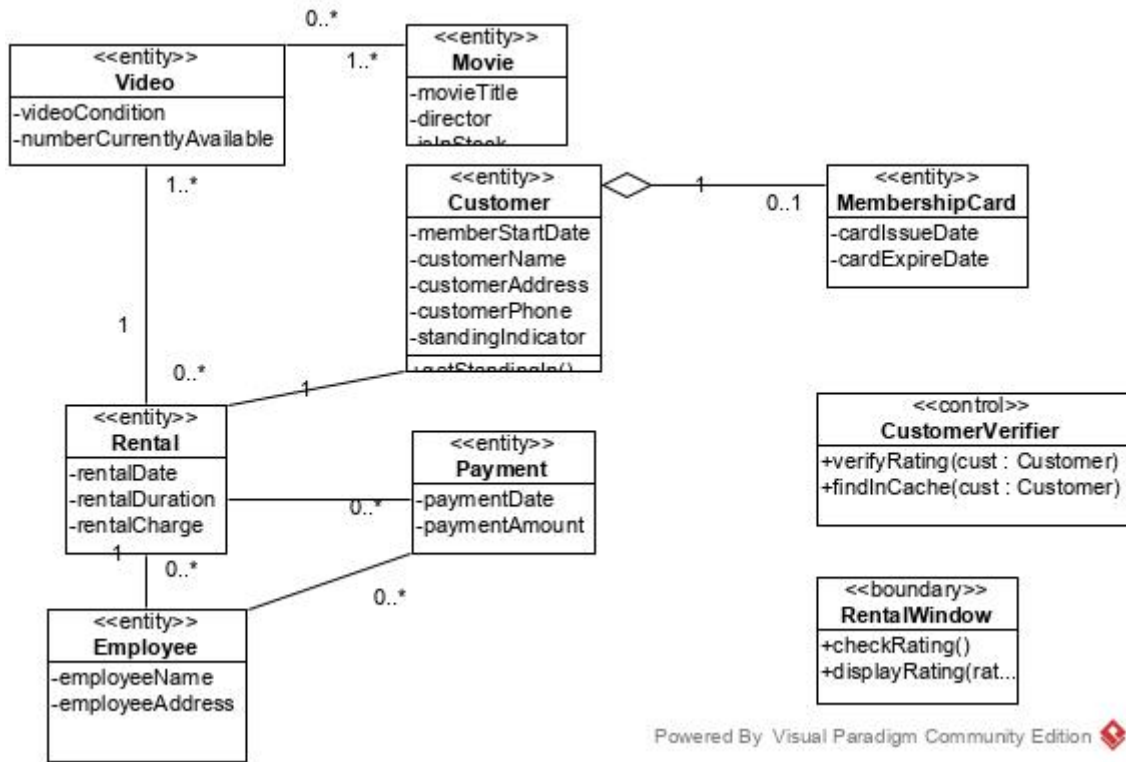 0..*
1..*
<<entity>>
Video
-videoCondition
-numberCurrentlyAvailable
<<entity>>
Movie
-movieTitle
-director
-isInStock
1..*
1
0..*
<<entity>>
Customer
-memberStartDate
-customerName
-customerAddress
-customerPhone
-standingIndicator
+getStandingIn()
1
0..1
<<entity>>
MembershipCard
-cardIssueDate
-cardExpireDate
1
<<entity>>
Rental
-rentalDate
-rentalDuration
-rentalCharge
1
0..*
0..*
<<entity>>
Payment
-paymentDate
-paymentAmount
0..*
<<entity>>
Employee
-employeeName
-employeeAddress
<<control>>
CustomerVerifier
+verifyRating(cust : Customer)
+findInCache(cust : Customer)
<<boundary>>
RentalWindow
+checkRating()
+displayRating(rat...
Powered By Visual Paradigm Community Edition